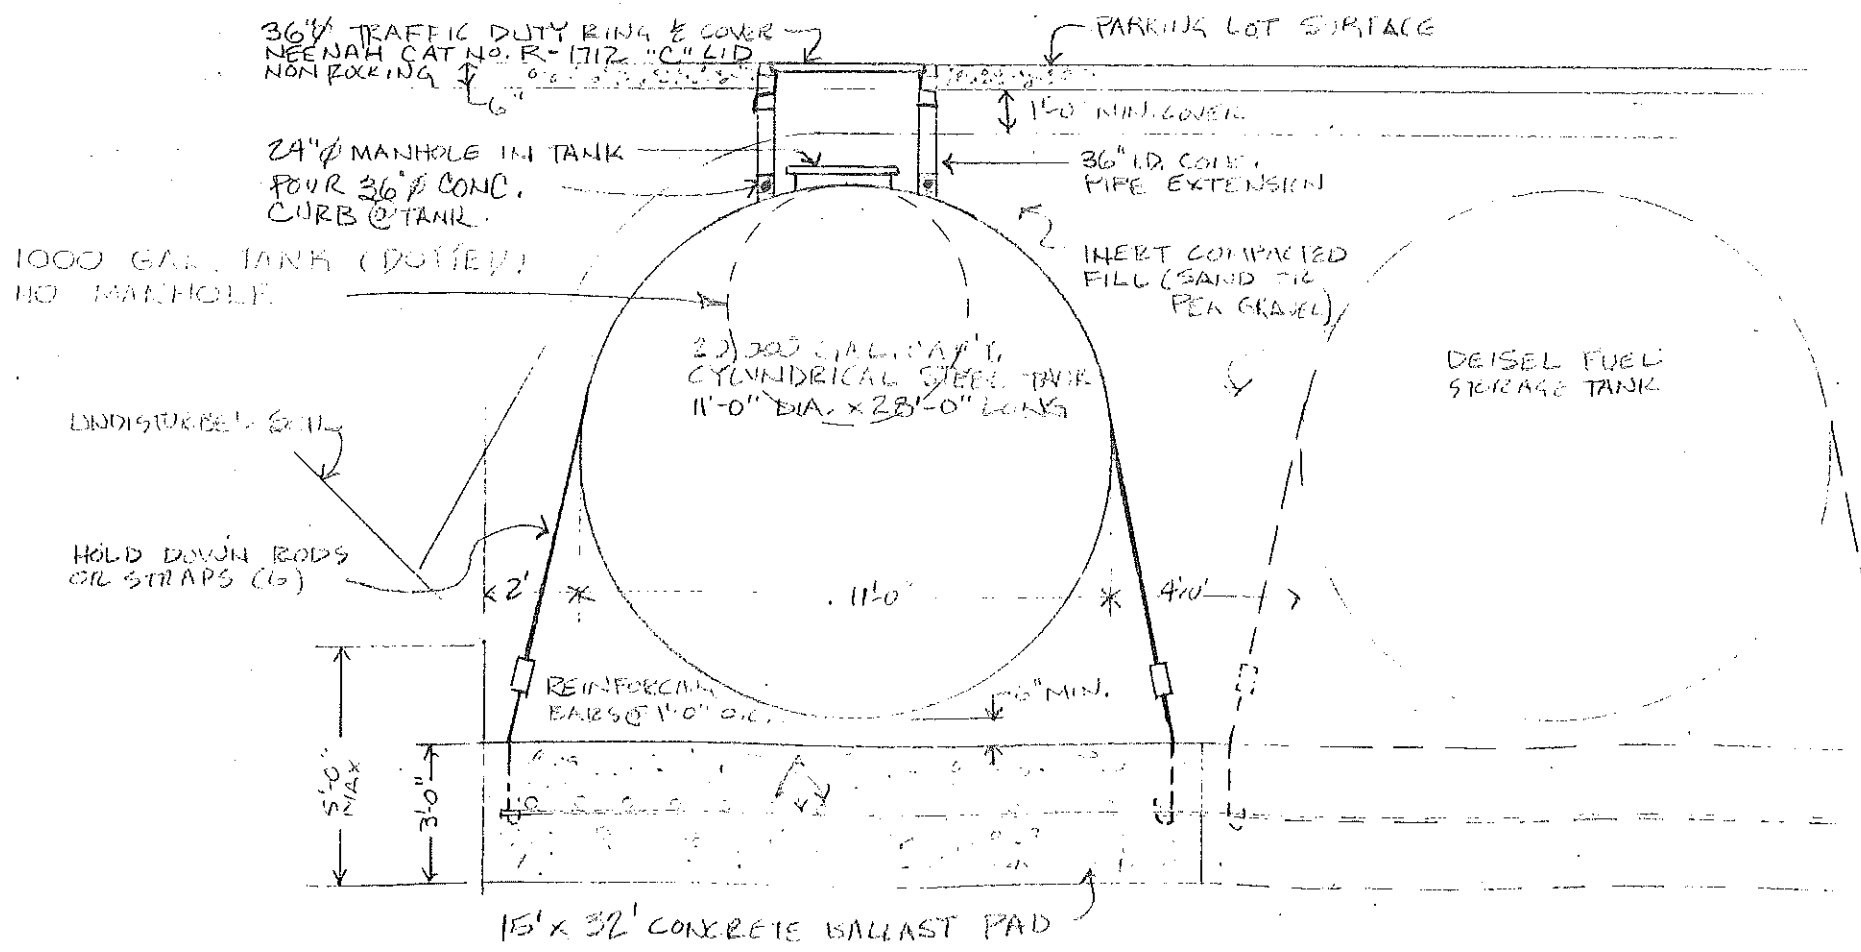 36"Ø TRAFFIC DUTY RING & COVER
NEENAH CAT NO. R-1712 "C" LID
NON ROCKING
6"
PARKING LOT SURFACE
1'-0" MIN. COVER
24"Ø MANHOLE IN TANK
POUR 36"Ø CONC.
CURB @ TANK.
36" I.D. CONC.
PIPE EXTENSION
1000 GAL. TANK (DOTTED)
NO MANHOLE
INERT COMPACTED
FILL (SAND OR
PEA GRAVEL)
GAL. CAP'Y.
CYLINDRICAL STEEL TANK
11'-0" DIA. x 28'-0" LONG
DEISEL FUEL
STORAGE TANK
UNDISTURBED SOIL
HOLD DOWN RODS
OR STRAPS (6)
2'
11'-0"
4'-0"
REINFORCING
BARS @ 1'-0" O.C.
6" MIN.
5'-0"
MAX
3'-0"
15' x 32' CONCRETE BALLAST PAD